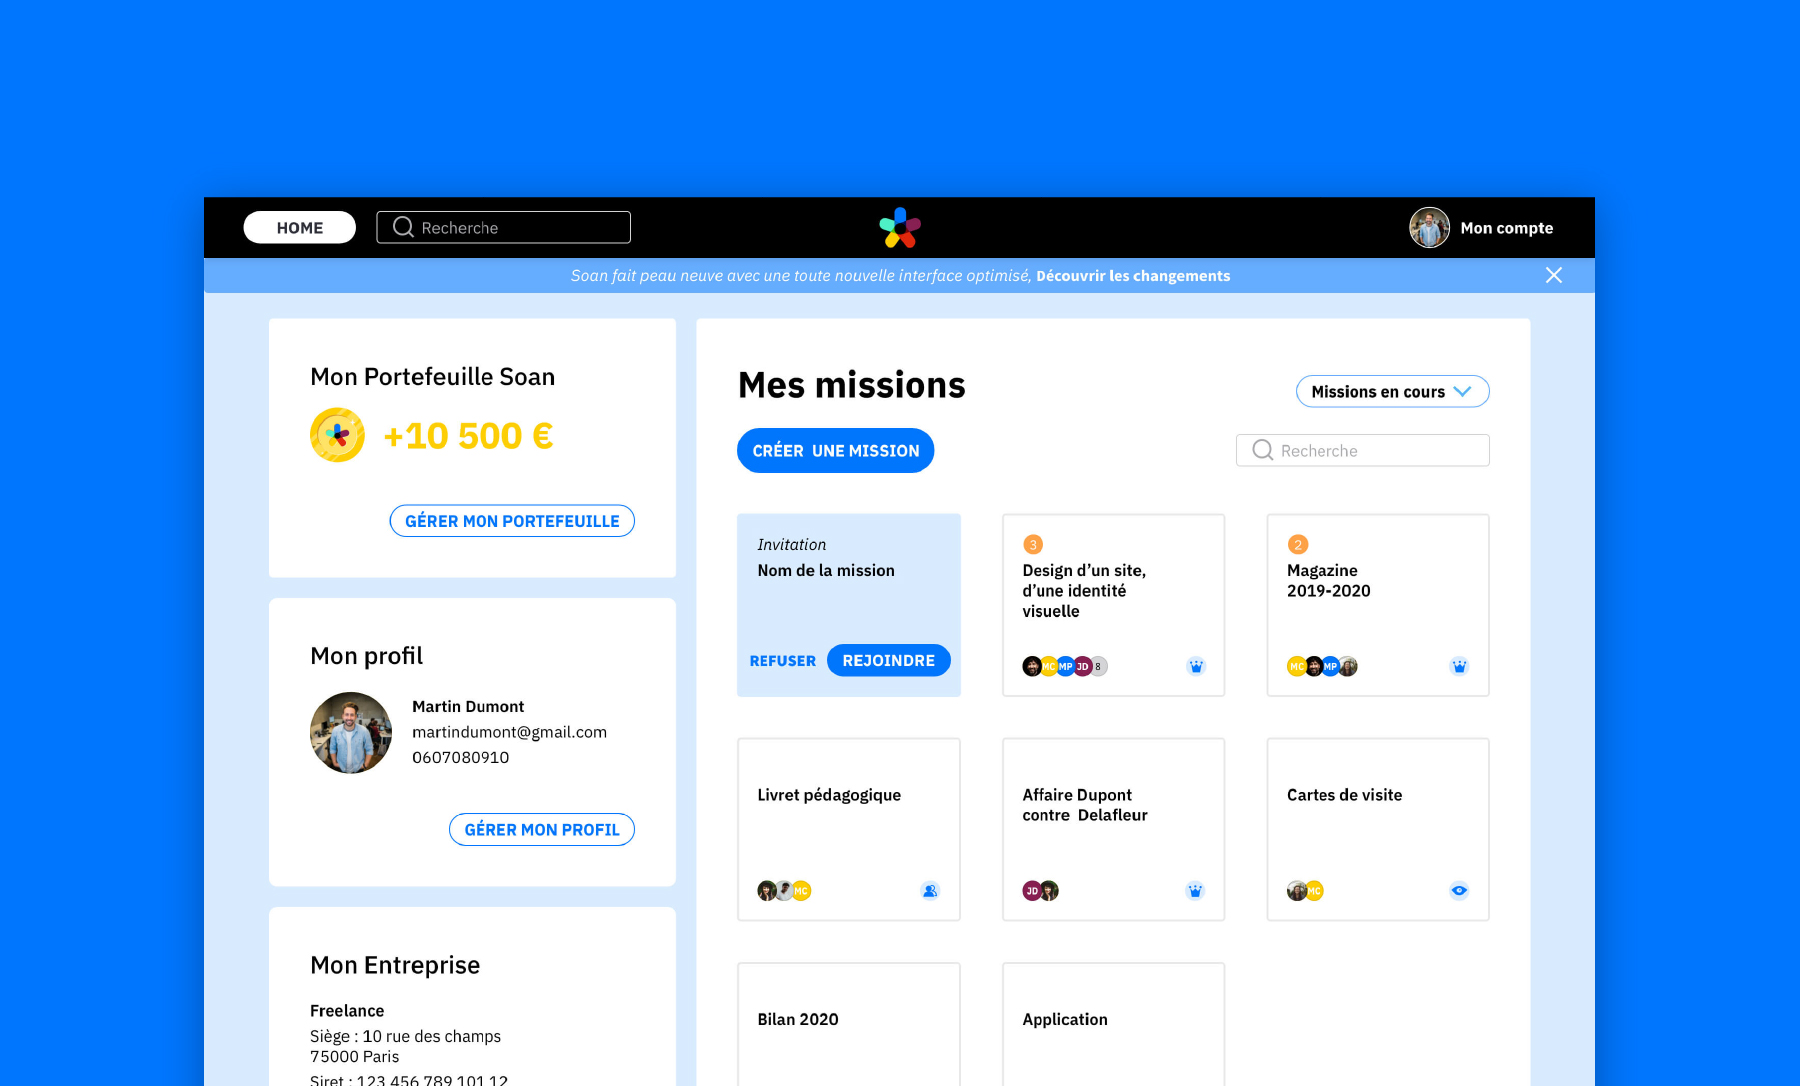 HOME
Recherche
Mon compte
Soan fait peau neuve avec une toute nouvelle interface optimisé, Découvrir les changements
Mon Portefeuille Soan
+10 500 €
GÉRER MON PORTEFEUILLE
Mon profil
Martin Dumont
martindumont@gmail.com
0607080910
GÉRER MON PROFIL
Mon Entreprise
Freelance
Siège : 10 rue des champs
75000 Paris
Siret : 123 456 789 101 12
Mes missions
Missions en cours
CRÉER UNE MISSION
Recherche
Invitation
Nom de la mission
REFUSER
REJOINDRE
3
Design d’un site,
d’une identité
visuelle
MC MP JD 8
2
Magazine
2019-2020
MC MP
Livret pédagogique
MC
Affaire Dupont
contre Delafleur
JD
Cartes de visite
MC
Bilan 2020
Application